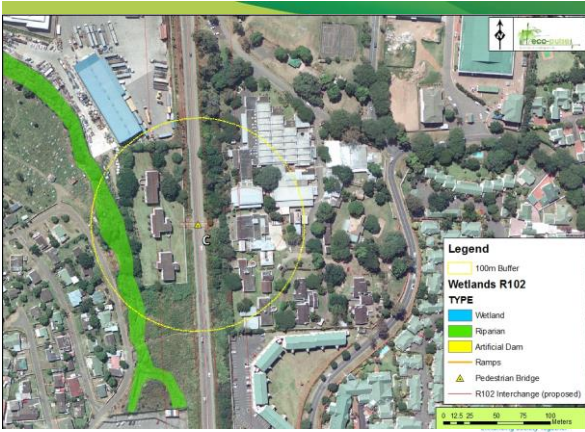 N
eco-pulse
C
Legend
100m Buffer
Wetlands R102
TYPE
Wetland
Riparian
Artificial Dam
Ramps
Pedestrian Bridge
R102 Interchange (proposed)
0 12.5 25 50 75 100
Meters